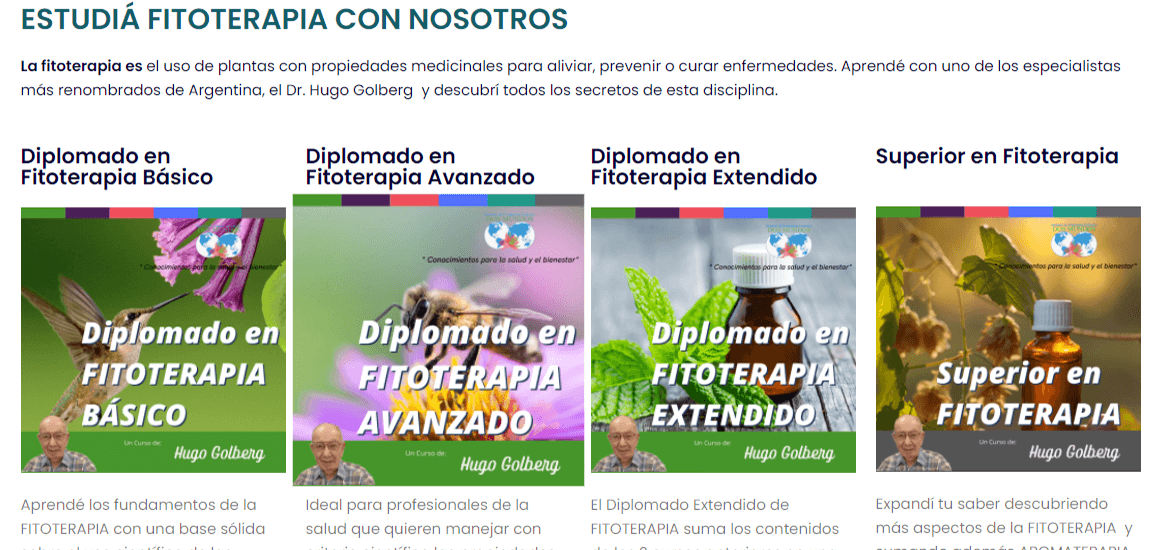 ESTUDIÁ FITOTERAPIA CON NOSOTROS
La fitoterapia es el uso de plantas con propiedades medicinales para aliviar, prevenir o curar enfermedades. Aprendé con uno de los especialistas
más renombrados de Argentina, el Dr. Hugo Golberg y descubrí todos los secretos de esta disciplina.
Diplomado en
Fitoterapia Básico
" Conocimientos para la salud y el bienestar"
Diplomado en
FITOTERAPIA
BÁSICO
Un Curso de:
Hugo Golberg
Aprendé los fundamentos de la
FITOTERAPIA con una base sólida
Diplomado en
Fitoterapia Avanzado
" Conocimientos para la salud y el bienestar"
Diplomado en
FITOTERAPIA
AVANZADO
Un Curso de:
Hugo Golberg
Ideal para profesionales de la
salud que quieren manejar con
Diplomado en
Fitoterapia Extendido
" Conocimientos para la salud y el bienestar"
Diplomado en
FITOTERAPIA
EXTENDIDO
Un Curso de:
Hugo Golberg
El Diplomado Extendido de
FITOTERAPIA suma los contenidos
Superior en Fitoterapia
" Conocimientos para la salud y el bienestar"
Superior en
FITOTERAPIA
Un Curso de:
Hugo Golberg
Expandí tu saber descubriendo
más aspectos de la FITOTERAPIA y
sumando además AROMATERAPIA